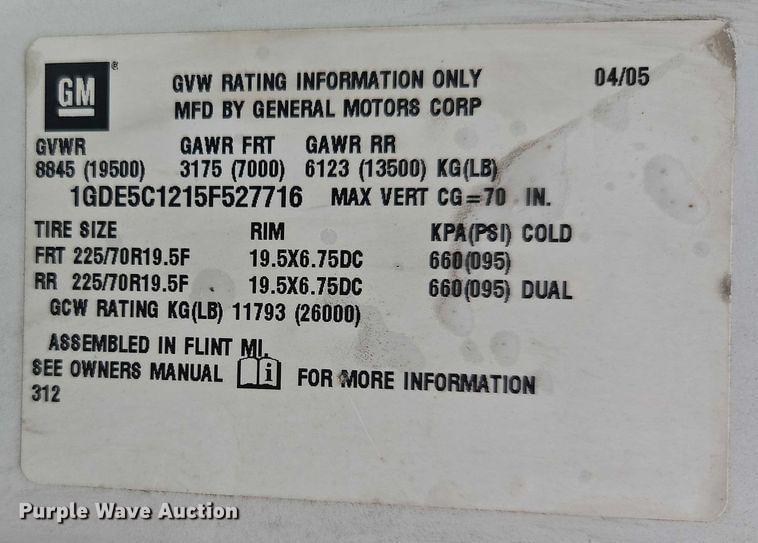 GM®
GVW RATING INFORMATION ONLY 04/05
MFD BY GENERAL MOTORS CORP
GVWR GAWR FRT GAWR RR
8845 (19500) 3175 (7000) 6123 (13500) KG(LB)
1GDE5C1215F527716 MAX VERT CG=70 IN.
TIRE SIZE RIM KPA(PSI) COLD
FRT 225/70R19.5F 19.5X6.75DC 660(095)
RR 225/70R19.5F 19.5X6.75DC 660(095) DUAL
GCW RATING KG(LB) 11793 (26000)
ASSEMBLED IN FLINT MI.
SEE OWNERS MANUAL i FOR MORE INFORMATION
312
Purple Wave Auction